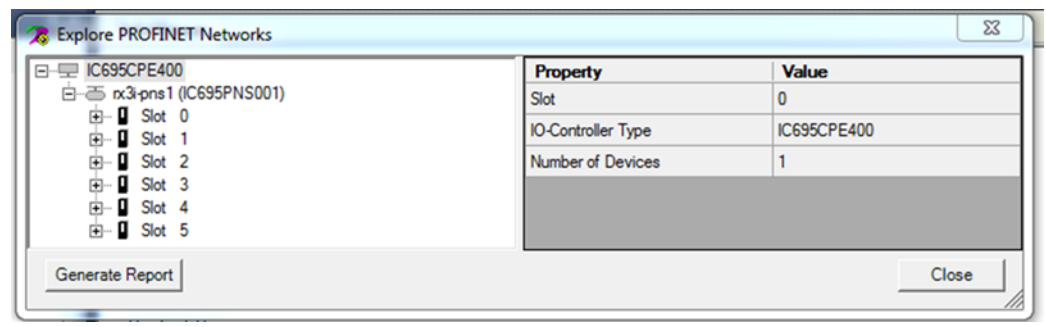 Explore PROFINET Networks
IC695CPE400
rx3i-pns1 (IC695PNS001)
Slot 0
Slot 1
Slot 2
Slot 3
Slot 4
Slot 5
Property Value
Slot 0
IO-Controller Type IC695CPE400
Number of Devices 1
Generate Report
Close